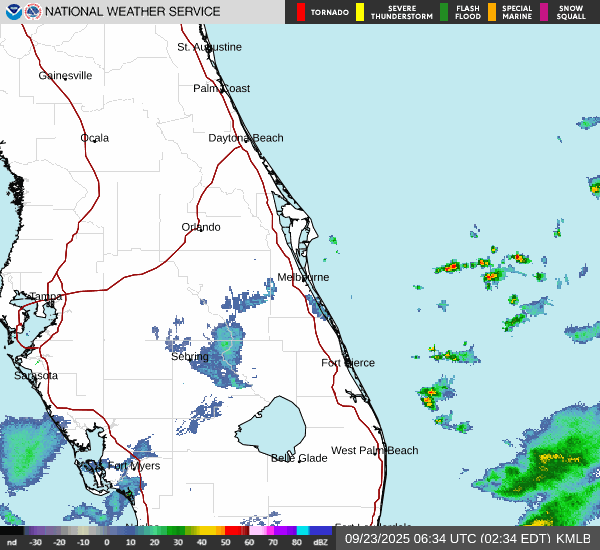 NATIONAL WEATHER SERVICE
TORNADO
SEVERE THUNDERSTORM
FLASH FLOOD
SPECIAL MARINE
SNOW SQUALL
St. Augustine
Gainesville
Palm Coast
Ocala
Daytona Beach
Orlando
Melbourne
Tampa
Sebring
Fort Pierce
Sarasota
West Palm Beach
Belle Glade
Fort Myers
nd -30 -20 -10 0 10 20 30 40 50 60 70 80 dBZ
09/23/2025 06:34 UTC (02:34 EDT) KMLB